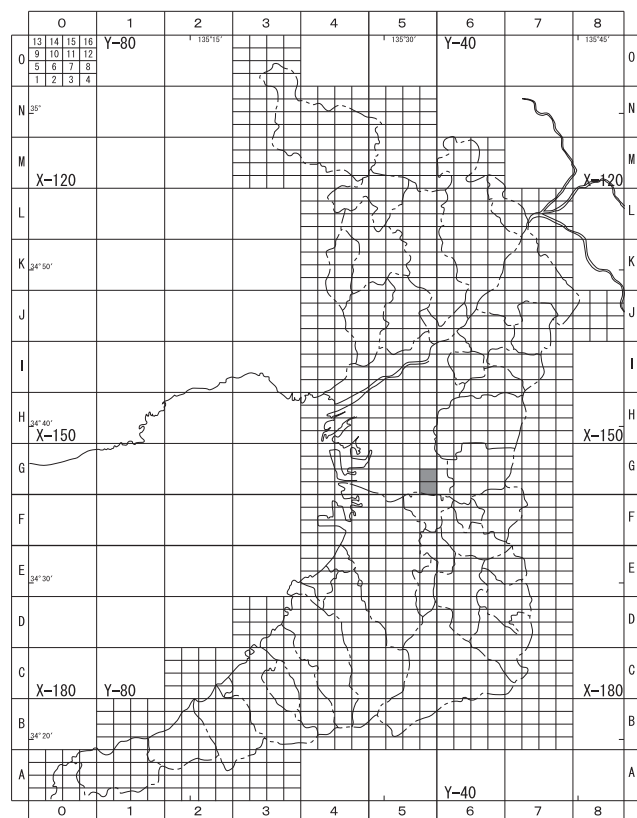 0 1 2 3 4 5 6 7 8
13 14 15 16 Y-80 135°15' 135°30' Y-40 135°45'
9 10 11 12
O O
5 6 7 8
1 2 3 4
N 35° N
M M
X-120 X-120
L L
K K
34°50'
J J
I I
H H
34°40'
X-150 X-150
G G
F F
E E
34°30'
D D
C C
X-180 Y-80 X-180
B B
34°20'
A A
Y-40
0 1 2 3 4 5 6 7 8